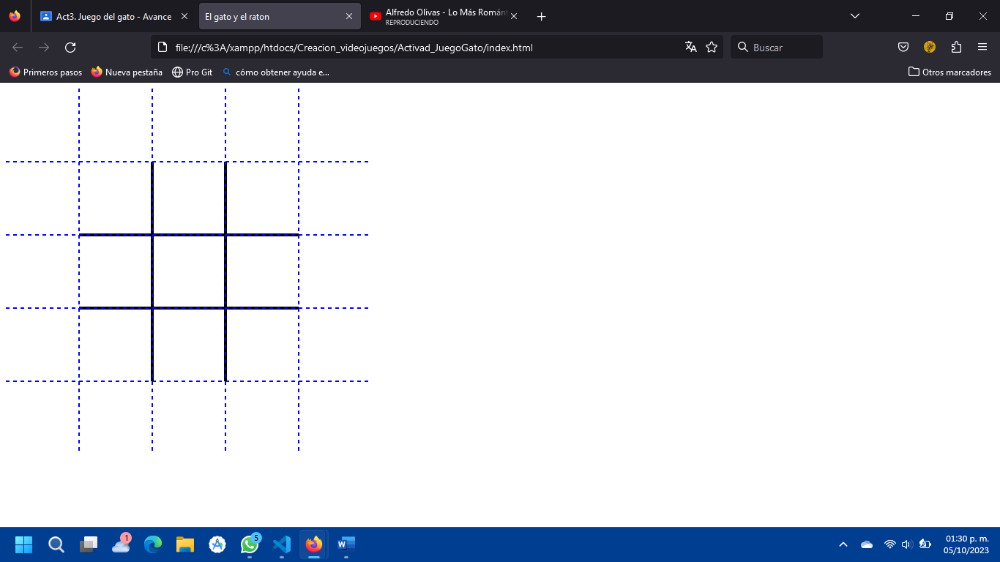 Act3. Juego del gato - Avance
El gato y el raton
Alfredo Olivas - Lo Más Román
REPRODUCIENDO
file:///c%3A/xampp/htdocs/Creacion_videojuegos/Activad_JuegoGato/index.html
Buscar
Primeros pasos
Nueva pestaña
Pro Git
cómo obtener ayuda e...
Otros marcadores
1
5
01:30 p. m.
05/10/2023